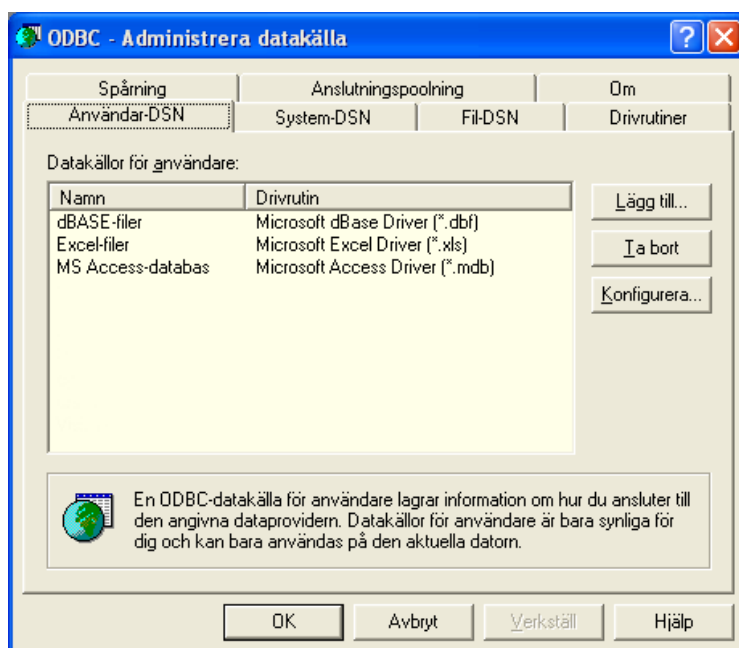 ODBC - Administrera datakälla
Spårning Anslutningspoolning Om
Användar-DSN System-DSN Fil-DSN Drivrutiner
Datakällor för användare:
Namn Drivrutin
dBASE-filer Microsoft dBase Driver (*.dbf)
Excel-filer Microsoft Excel Driver (*.xls)
MS Access-databas Microsoft Access Driver (*.mdb)
Lägg till...
Ta bort
Konfigurera...
En ODBC-datakälla för användare lagrar information om hur du ansluter till
den angivna dataprovidern. Datakällor för användare är bara synliga för
dig och kan bara användas på den aktuella datorn.
OK Avbryt Verkställ Hjälp